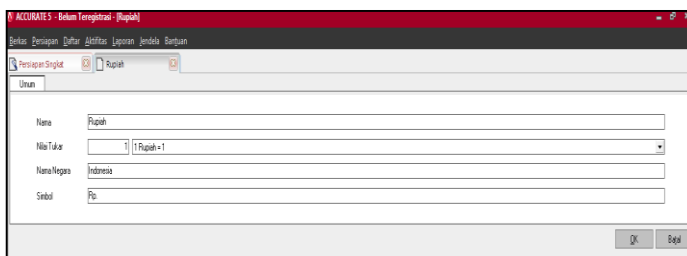 ACCURATE 5 - Belum Teregistrasi - [Rupiah]
Berkas Persiapan Daftar Aktifitas Laporan Jendela Bantuan
Persiapan Singkat Rupiah
Umum
Nama Rupiah
Nilai Tukar 1 1 Rupiah = 1
Nama Negara Indonesia
Simbol Rp.
OK Batal